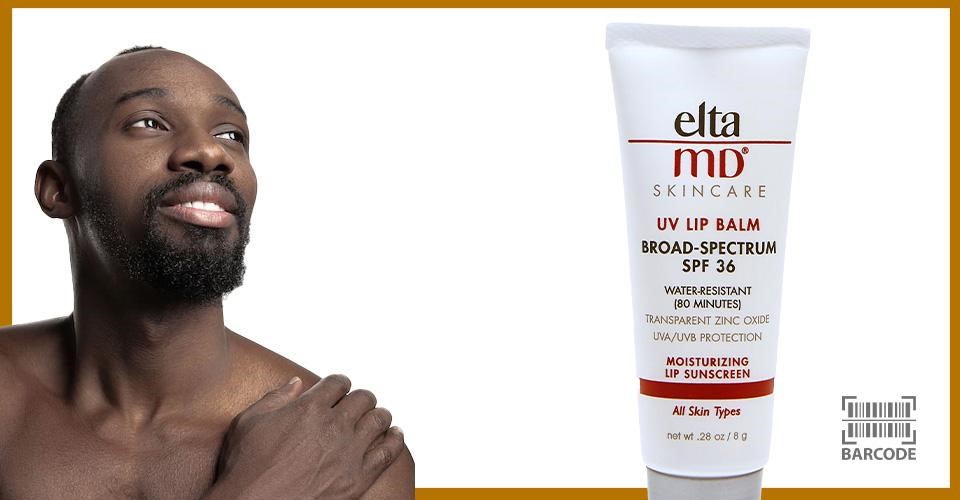 elta
MD®
SKINCARE
UV LIP BALM
BROAD-SPECTRUM
SPF 36
WATER-RESISTANT
(80 MINUTES)
TRANSPARENT ZINC OXIDE
UVA/UVB PROTECTION
MOISTURIZING
LIP SUNSCREEN
All Skin Types
net wt .28 oz / 8 g
BARCODE